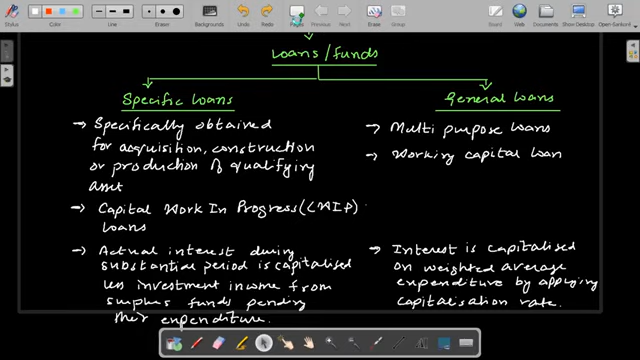 Stylus
Color
Line
Eraser
Backgrounds
Undo
Redo
Pages
Previous
Next
Erase
Group
Web
Documents
Show Desktop
Open-Sankoré
Loans/funds
Specific loans
General loans
→ Specifically obtained
for acquisition, construction
or production of qualifying
asset
→ Capital Work In Progress (CWIP)
loans
→ Actual interest during
substantial period is capitalised
less investment income from
surplus funds pending
their expenditure.
→ Multi purpose loans
→ Working capital loan
→ Interest is capitalised
on weighted average
expenditure by applying
capitalisation rate.